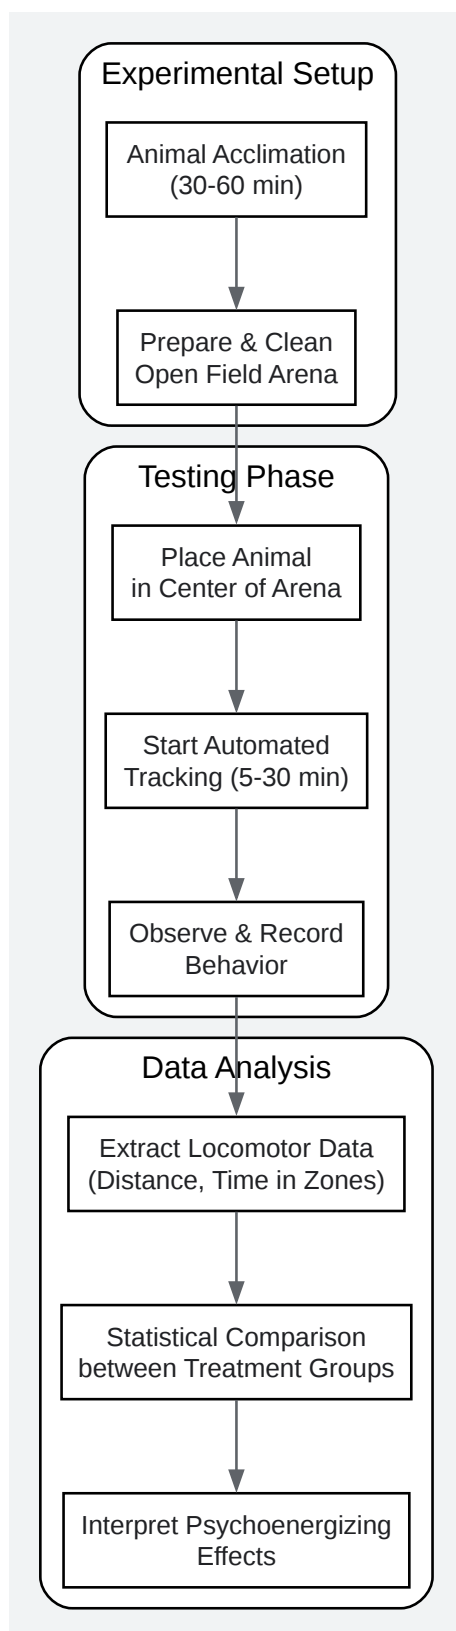 Experimental Setup
Animal Acclimation
(30-60 min)
Prepare & Clean
Open Field Arena
Testing Phase
Place Animal
in Center of Arena
Start Automated
Tracking (5-30 min)
Observe & Record
Behavior
Data Analysis
Extract Locomotor Data
(Distance, Time in Zones)
Statistical Comparison
between Treatment Groups
Interpret Psychoenergizing
Effects